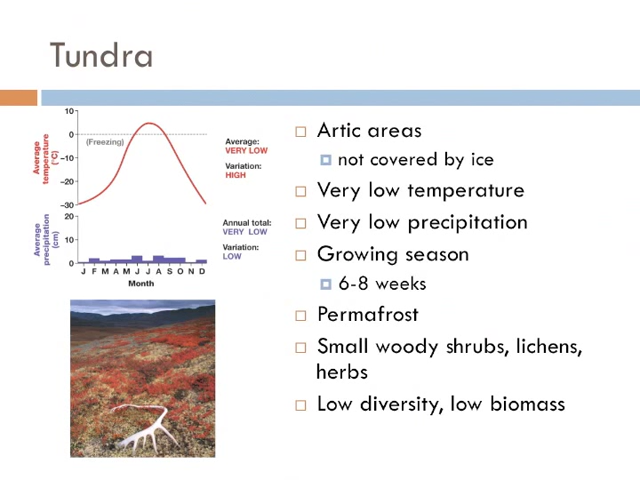 Tundra
10
0
−10
−20
−30
(Freezing)
Average
temperature
(°C)
Average:
VERY LOW
Variation:
HIGH
20
10
0
Average
precipitation
(cm)
Annual total:
VERY LOW
Variation:
LOW
J F M A M J J A S O N D
Month
Artic areas
not covered by ice
Very low temperature
Very low precipitation
Growing season
6-8 weeks
Permafrost
Small woody shrubs, lichens,
herbs
Low diversity, low biomass